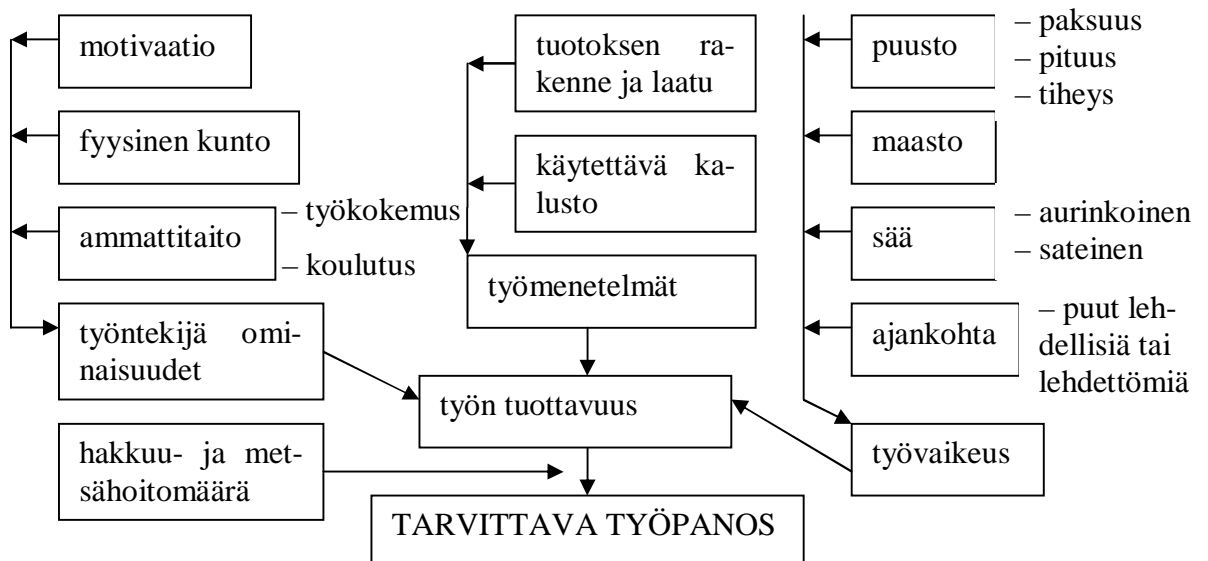 motivaatio
fyysinen kunto
ammattitaito
– työkokemus
– koulutus
työntekijä omi-
naisuudet
hakkuu- ja met-
sähoitomäärä
tuotoksen ra-
kenne ja laatu
käytettävä ka-
lusto
työmenetelmät
työn tuottavuus
TARVITTAVA TYÖPANOS
puusto
– paksuus
– pituus
– tiheys
maasto
sää
– aurinkoinen
– sateinen
ajankohta
– puut leh-
dellisiä tai
lehdettömiä
työvaikeus